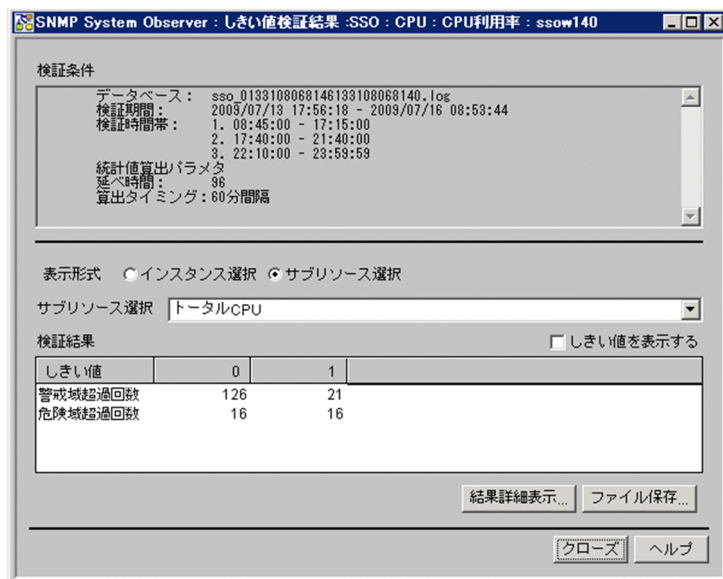 SNMP System Observer : しきい値検証結果 :SSO : CPU : CPU利用率 : ssow140
検証条件
データベース : sso_01331080681461331080681​40.log
検証期間 : 2009/07/13 17:56:18 - 2009/07/16 08:53:44
検証時間帯 : 1. 08:45:00 - 17:15:00
2. 17:40:00 - 21:40:00
3. 22:10:00 - 23:59:59
統計値算出パラメタ
延べ時間 : 96
算出タイミング : 60分間隔
表示形式 インスタンス選択 サブリソース選択
サブリソース選択 トータルCPU
検証結果 しきい値を表示する
しきい値 0 1
警戒域超過回数 126 21
危険域超過回数 16 16
結果詳細表示... ファイル保存...
クローズ ヘルプ